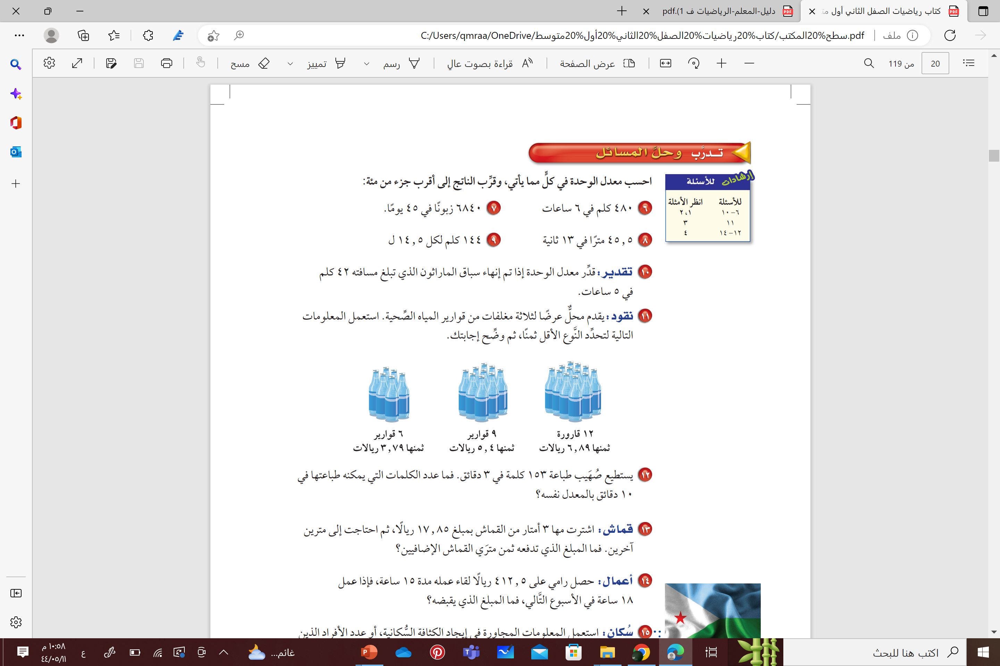 كتاب رياضيات الصفل الثاني أول
دليل-المعلم-الرياضيات ف 1).pdf
ملف
C:/Users/qmraa/OneDrive/سطح%20المكتب/كتاب%20رياضيات%20الصفل%20الثاني%20أول%20متوسط.pdf
20
من 119
عرض الصفحة
قراءة بصوت عالٍ
رسم
تمييز
مسح
تـدرَّب وحلَّ المسائل
إرشادات للأسئلة
للأسئلة انظر الأمثلة
٦-١٠ ١، ٢
١١ ٣
١٢-١٤ ٤
احسب معدل الوحدة في كلٍّ مما يأتي، وقرِّب الناتج إلى أقرب جزء من مئة:
٦ ٤٨٠ كلم في ٦ ساعات
٧ ٦٨٤٠ زبونًا في ٤٥ يومًا.
٨ ٤٥,٥ مترًا في ١٣ ثانية
٩ ١٤٤ كلم لكل ١٤,٥ ل
١٠ تقدير: قدِّر معدل الوحدة إذا تم إنهاء سباق الماراثون الذي تبلغ مسافته ٤٢ كلم
في ٥ ساعات.
١١ نقود: يقدم محلٌّ عرضًا لثلاثة مغلفات من قوارير المياه الصِّحية. استعمل المعلومات
التالية لتحدِّد النَّوع الأقل ثمنًا، ثم وضِّح إجابتك.
١٢ قارورة
ثمنها ٦,٨٩ ريالات
٩ قوارير
ثمنها ٥,٤ ريالات
٦ قوارير
ثمنها ٣,٧٩ ريالات
١٢ يستطيع صُهَيب طباعة ١٥٣ كلمة في ٣ دقائق. فما عدد الكلمات التي يمكنه طباعتها في
١٠ دقائق بالمعدل نفسه؟
١٣ قماش: اشترت مها ٣ أمتار من القماش بمبلغ ١٧,٨٥ ريالًا، ثم احتاجت إلى مترين
آخرين. فما المبلغ الذي تدفعه ثمن مترَي القماش الإضافيين؟
١٤ أعمال: حصل رامي على ٤١٢,٥ ريالًا لقاء عمله مدة ١٥ ساعة، فإذا عمل
١٨ ساعة في الأسبوع التَّالي، فما المبلغ الذي يقبضه؟
١٥ سُكان: استعمل المعلومات المجاورة في إيجاد الكثافة السُّكانية، أو عدد الأفراد الذين
اكتب هنا للبحث
غائم...
ع
١٠:٥٨ م
٤٤/٠٥/١١